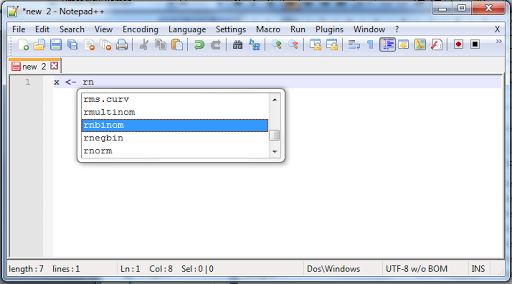 *new 2 - Notepad++
File Edit Search View Encoding Language Settings Macro Run Plugins Window ? X
new 2
1 x <- rn
rms.curv
rmultinom
rnbinom
rnegbin
rnorm
length : 7 lines : 1 Ln : 1 Col : 8 Sel : 0 | 0 Dos\Windows UTF-8 w/o BOM INS